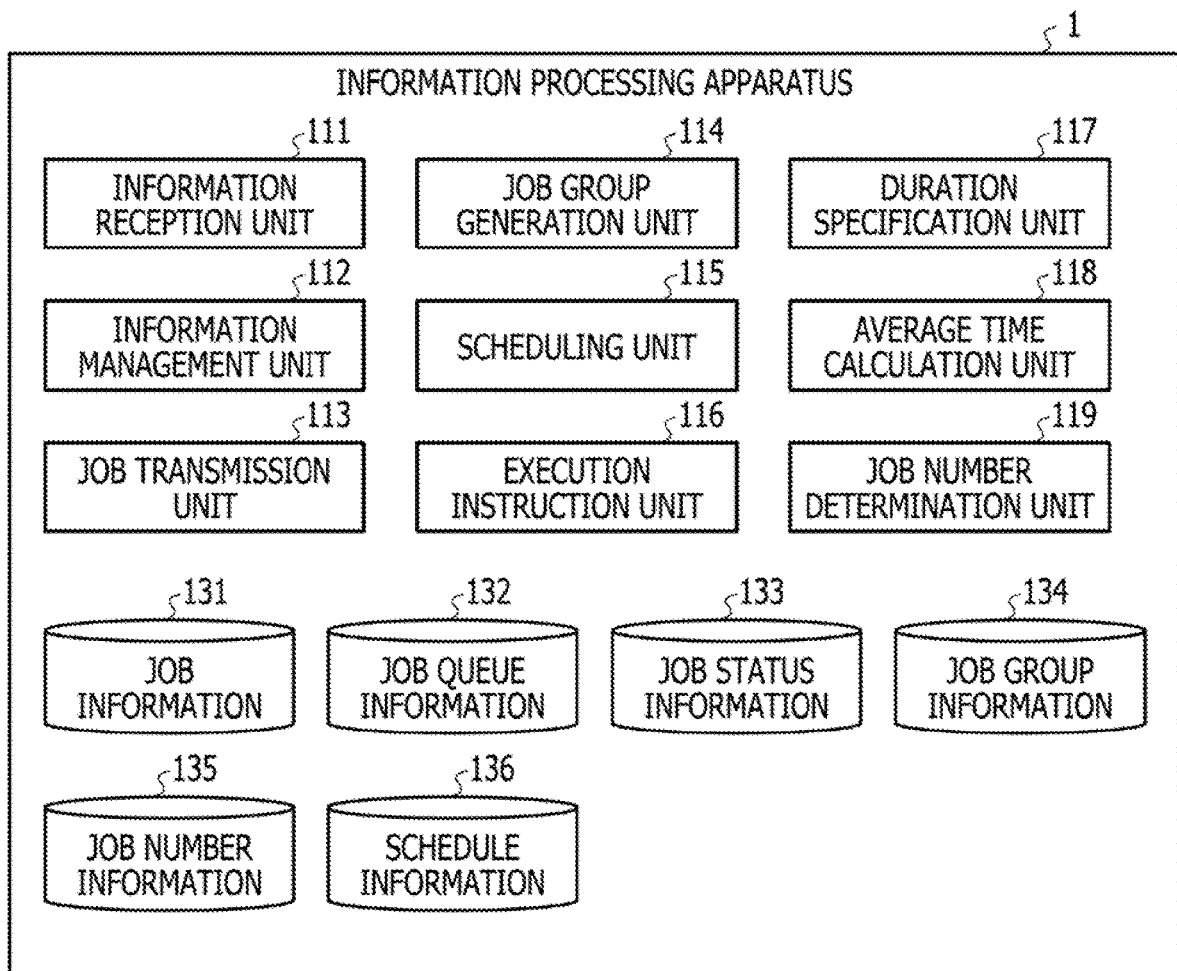 1
INFORMATION PROCESSING APPARATUS
111
114
117
INFORMATION
RECEPTION UNIT
JOB GROUP
GENERATION UNIT
DURATION
SPECIFICATION UNIT
112
115
118
INFORMATION
MANAGEMENT UNIT
SCHEDULING UNIT
AVERAGE TIME
CALCULATION UNIT
113
116
119
JOB TRANSMISSION
UNIT
EXECUTION
INSTRUCTION UNIT
JOB NUMBER
DETERMINATION UNIT
131
132
133
134
JOB
INFORMATION
JOB QUEUE
INFORMATION
JOB STATUS
INFORMATION
JOB GROUP
INFORMATION
135
136
JOB NUMBER
INFORMATION
SCHEDULE
INFORMATION